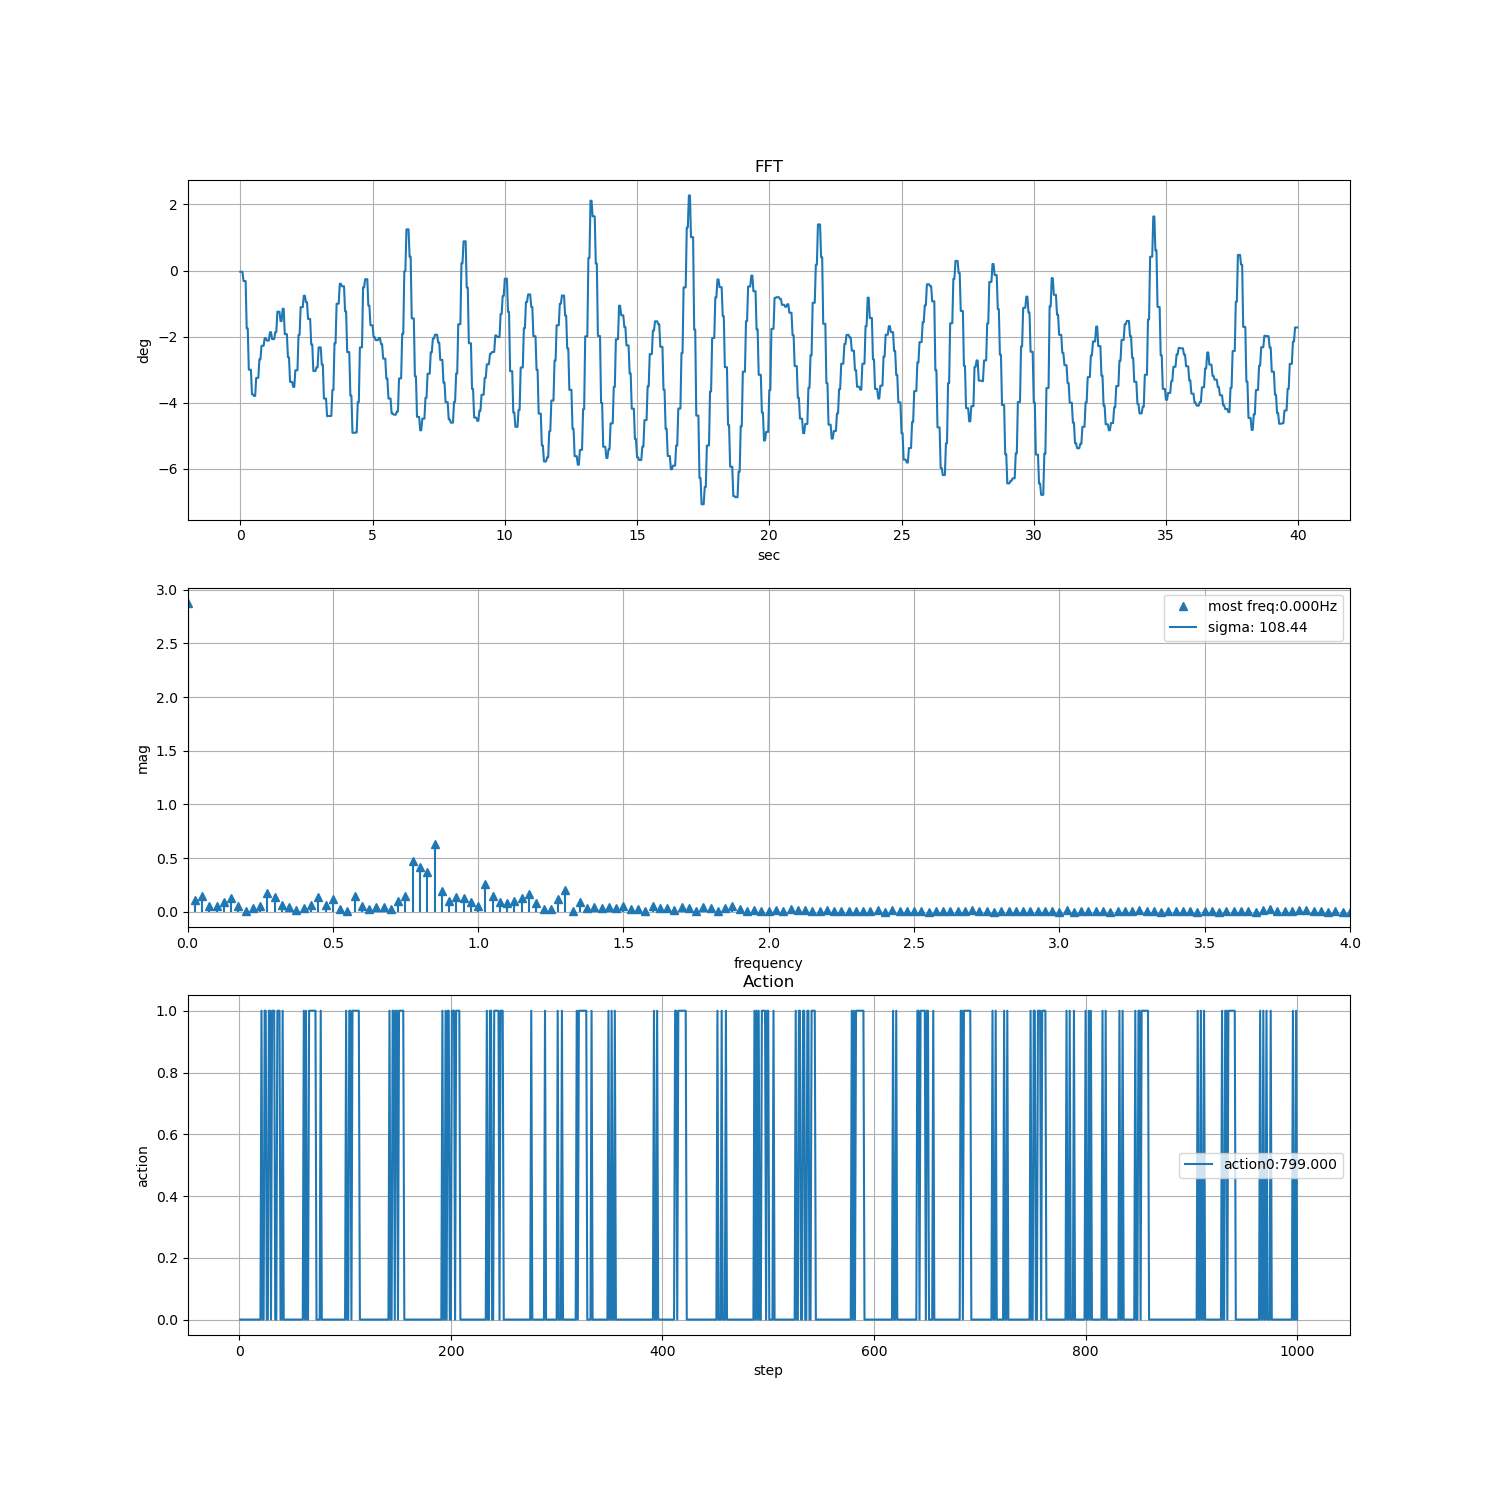 FFT
2
0
−2
−4
−6
deg
0 5 10 15 20 25 30 35 40
sec
3.0
2.5
2.0
1.5
1.0
0.5
0.0
mag
most freq:0.000Hz
sigma: 108.44
0.0 0.5 1.0 1.5 2.0 2.5 3.0 3.5 4.0
frequency
Action
1.0
0.8
0.6
0.4
0.2
0.0
action
action0:799.000
0 200 400 600 800 1000
step